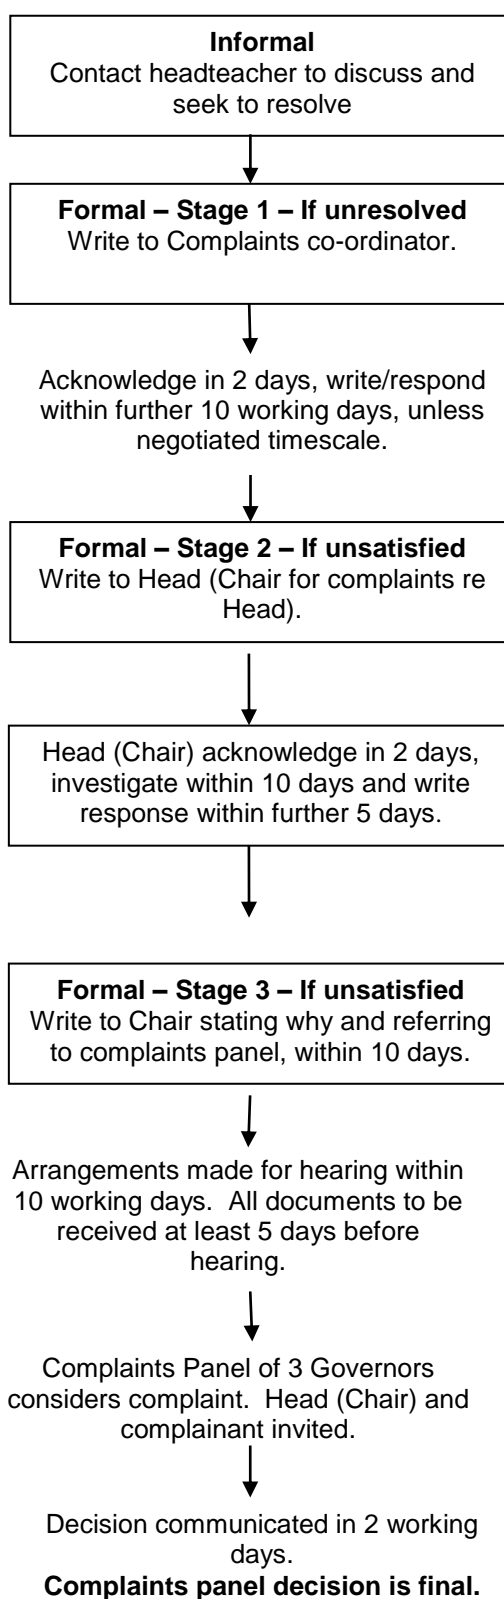 Informal
Contact headteacher to discuss and
seek to resolve
Formal – Stage 1 – If unresolved
Write to Complaints co-ordinator.
Acknowledge in 2 days, write/respond
within further 10 working days, unless
negotiated timescale.
Formal – Stage 2 – If unsatisfied
Write to Head (Chair for complaints re
Head).
Head (Chair) acknowledge in 2 days,
investigate within 10 days and write
response within further 5 days.
Formal – Stage 3 – If unsatisfied
Write to Chair stating why and referring
to complaints panel, within 10 days.
Arrangements made for hearing within
10 working days.  All documents to be
received at least 5 days before
hearing.
Complaints Panel of 3 Governors
considers complaint.  Head (Chair) and
complainant invited.
Decision communicated in 2 working
days.
Complaints panel decision is final.